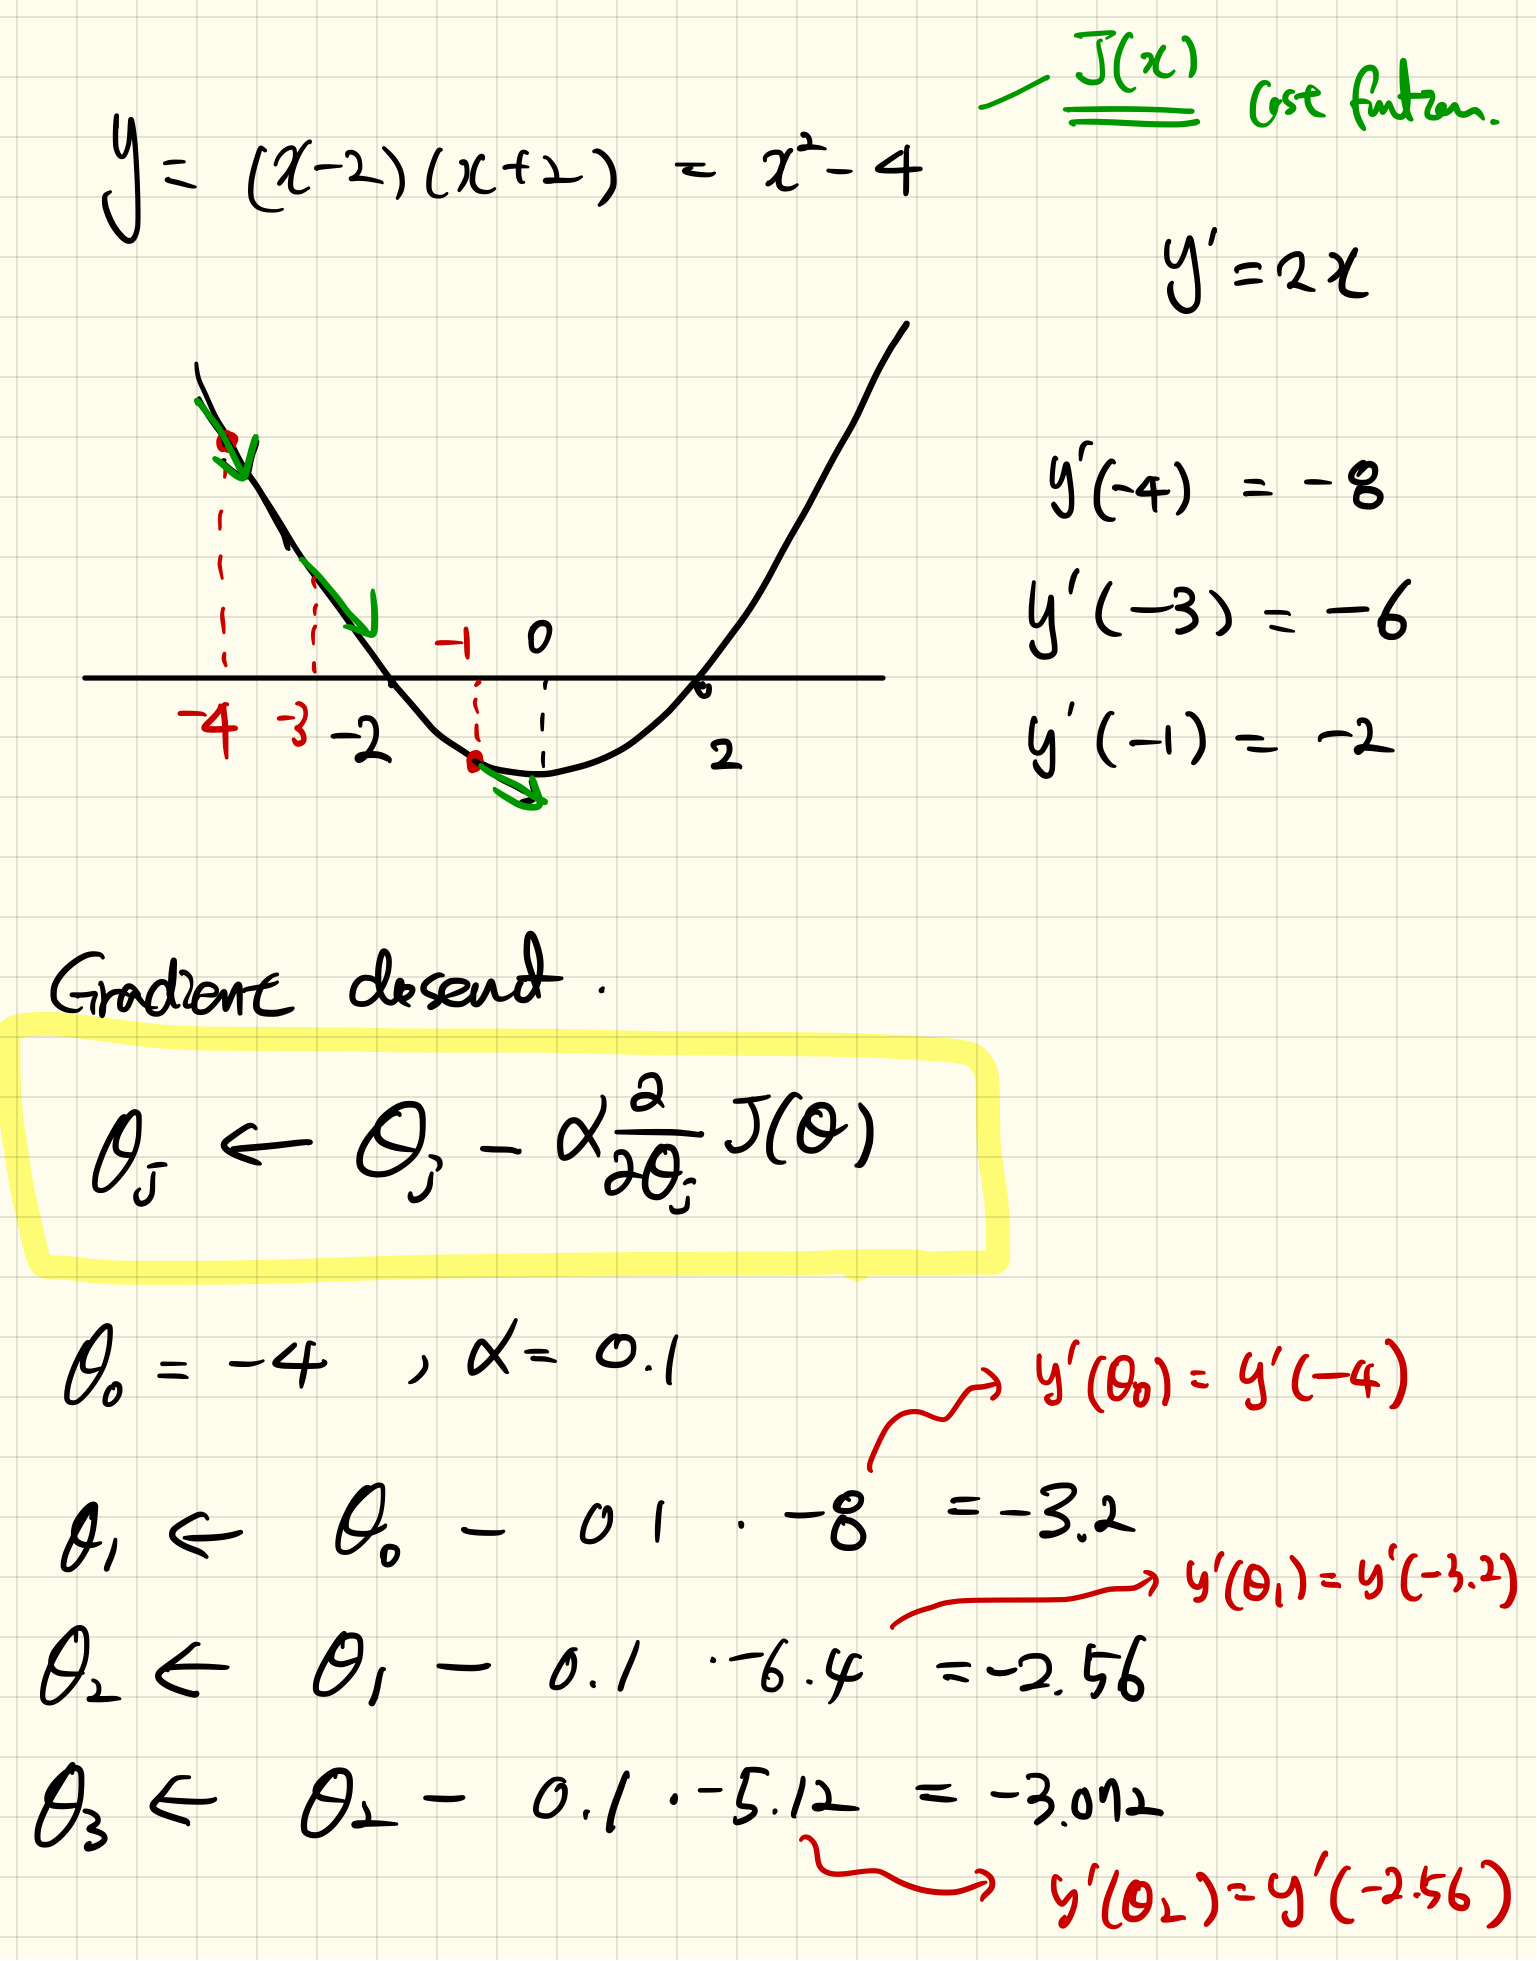 J(x) Cost funtion.
y = (x-2)(x+2) = x² - 4
y' = 2x
y'(-4) = -8
y'(-3) = -6
-1 0
-4 -3 -2 2
y'(-1) = -2
Gradient desend.
θj ← θj - α ∂/∂θj J(θ)
θ₀ = -4 , α = 0.1
y'(θ₀) = y'(-4)
θ₁ ← θ₀ - 0 1 · -8 = -3.2
y'(θ₁) = y'(-3.2)
θ₂ ← θ₁ - 0.1 · -6.4 = -2.56
θ₃ ← θ₂ - 0.1 · -5.12 = -3.072
y'(θ₂) = y'(-2.56)